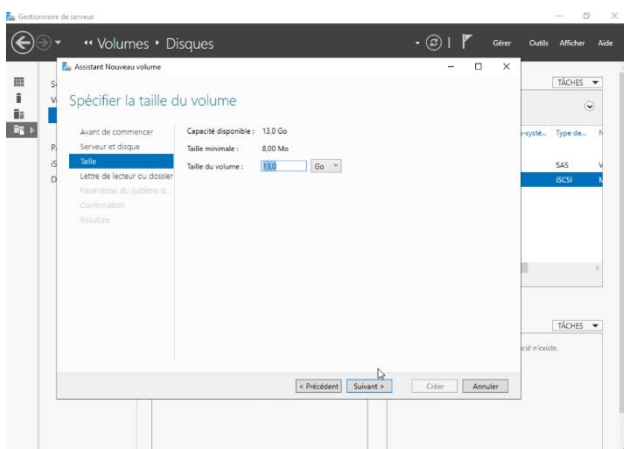 Gestionnaire de serveur
Volumes Disques
Gérer Outils Afficher Aide
Assistant Nouveau volume
TÂCHES
Spécifier la taille du volume
Avant de commencer
Serveur et disque
Taille
Lettre de lecteur ou dossier
Paramètres du système d...
Confirmation
Résultats
Capacité disponible : 13,0 Go
Taille minimale : 8,00 Mo
Taille du volume : 13,0 Go
Type de...
SAS
iSCSI
TÂCHES
< Précédent Suivant > Créer Annuler